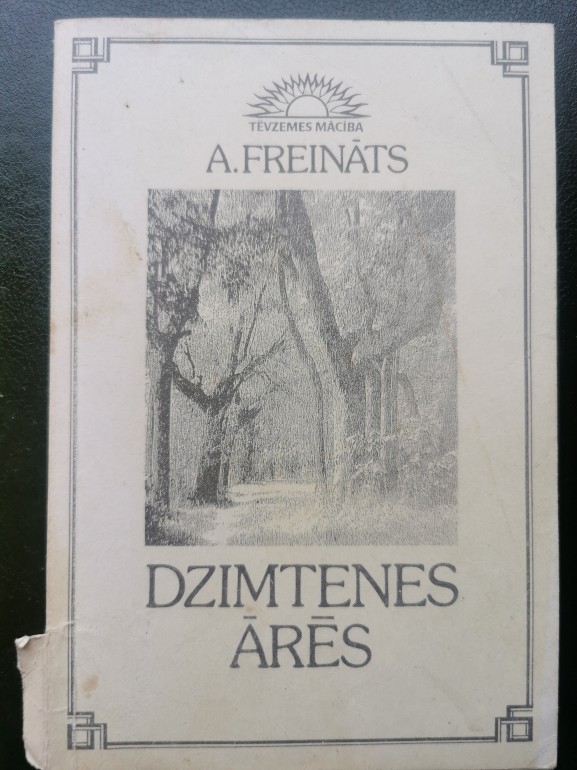 TĒVZEMES MĀCĪBA
A. FREINĀTS
DZIMTENES
ĀRĒS